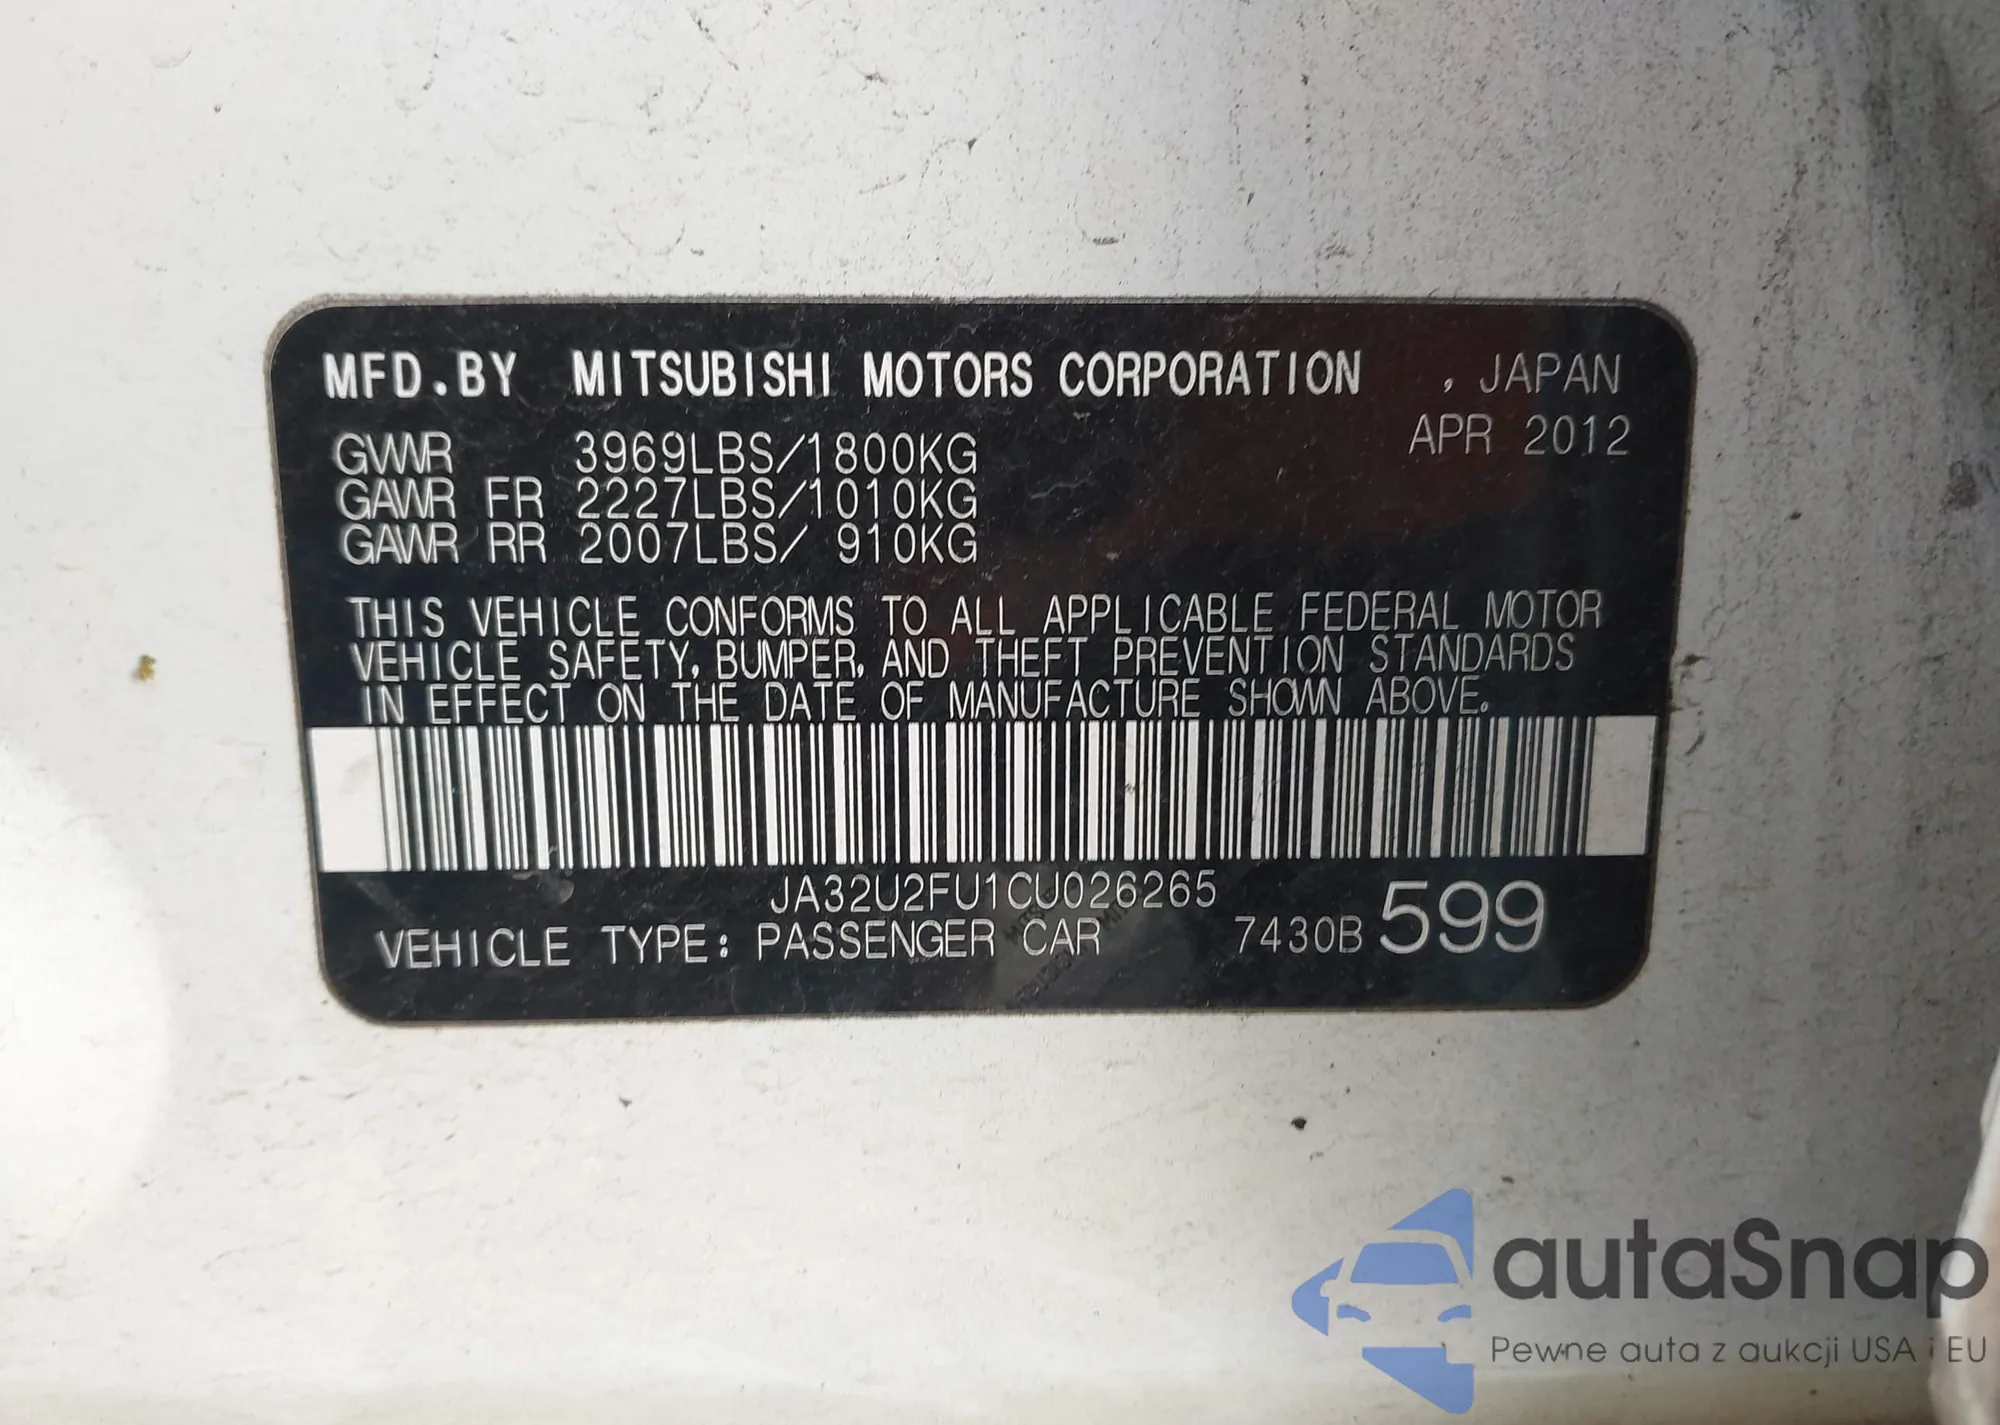 MFD.BY MITSUBISHI MOTORS CORPORATION , JAPAN
APR 2012
GVWR 3969LBS/1800KG
GAWR FR 2227LBS/1010KG
GAWR RR 2007LBS/ 910KG
THIS VEHICLE CONFORMS TO ALL APPLICABLE FEDERAL MOTOR
VEHICLE SAFETY, BUMPER, AND THEFT PREVENTION STANDARDS
IN EFFECT ON THE DATE OF MANUFACTURE SHOWN ABOVE.
JA32U2FU1CU026265
VEHICLE TYPE: PASSENGER CAR 7430B 599
autaSnap
Pewne auta z aukcji USA i EU